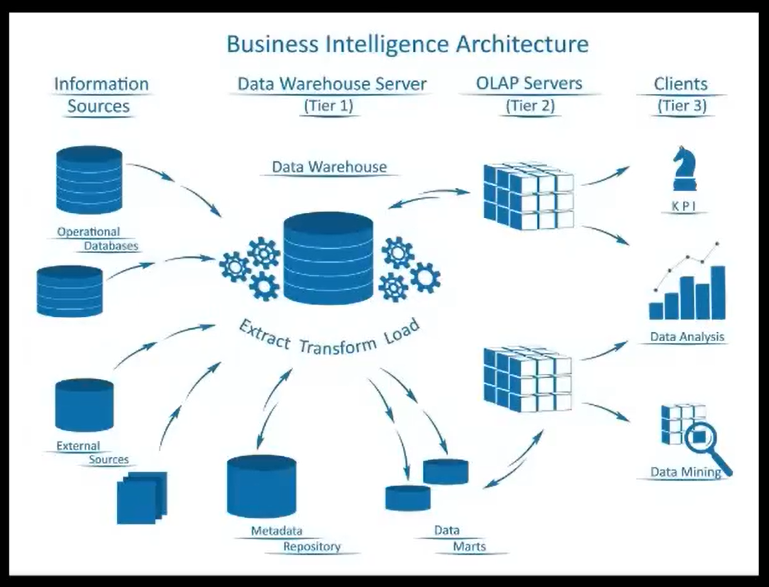 Business Intelligence Architecture
Information
Sources
Data Warehouse Server
(Tier 1)
OLAP Servers
(Tier 2)
Clients
(Tier 3)
Data Warehouse
Operational
Databases
KPI
Extract Transform Load
Data Analysis
External
Sources
Data Mining
Metadata
Repository
Data
Marts